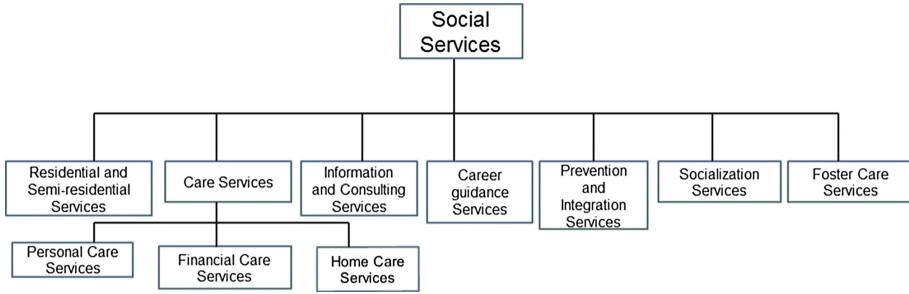 Social
Services
Residential and
Semi-residential
Services
Care Services
Information
and Consulting
Services
Career
guidance
Services
Prevention
and
Integration
Services
Socialization
Services
Foster Care
Services
Personal Care
Services
Financial Care
Services
Home Care
Services